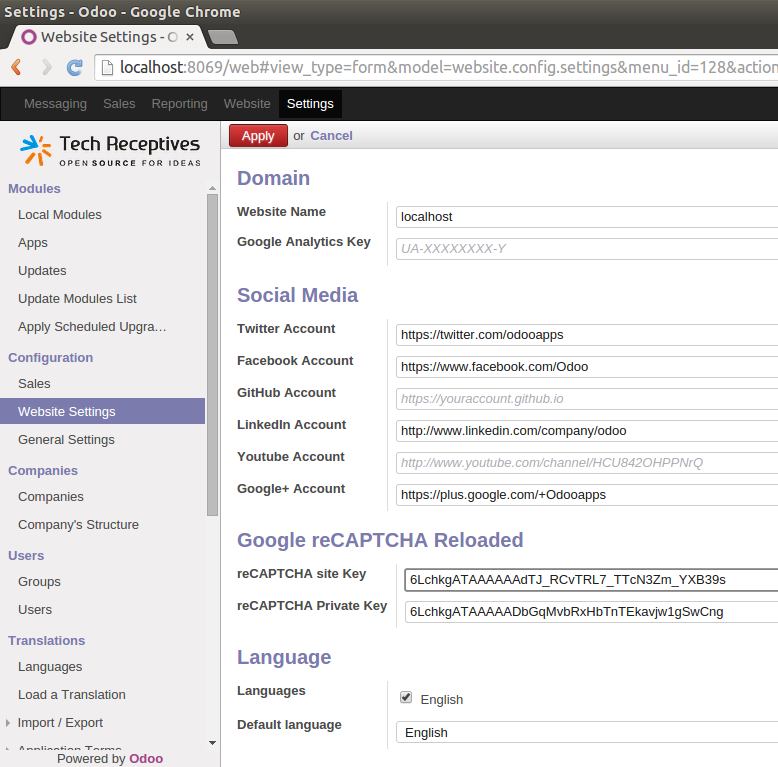 Settings - Odoo - Google Chrome
Website Settings - O
localhost:8069/web#view_type=form&model=website.config.settings&menu_id=128&action
Messaging Sales Reporting Website Settings
Tech Receptives
OPEN SOURCE FOR IDEAS
Apply or Cancel
Modules
Local Modules
Apps
Updates
Update Modules List
Apply Scheduled Upgra…
Configuration
Sales
Website Settings
General Settings
Companies
Companies
Company's Structure
Users
Groups
Users
Translations
Languages
Load a Translation
Import / Export
Application Terms
Powered by Odoo
Domain
Website Name localhost
Google Analytics Key UA-XXXXXXXX-Y
Social Media
Twitter Account https://twitter.com/odooapps
Facebook Account https://www.facebook.com/Odoo
GitHub Account https://youraccount.github.io
LinkedIn Account http://www.linkedin.com/company/odoo
Youtube Account http://www.youtube.com/channel/HCU842OHPPNrQ
Google+ Account https://plus.google.com/+Odooapps
Google reCAPTCHA Reloaded
reCAPTCHA site Key 6LchkgATAAAAAAdTJ_RCvTRL7_TTcN3Zm_YXB39s
reCAPTCHA Private Key 6LchkgATAAAAADbGqMvbRxHbTnTEkavjw1gSwCng
Language
Languages English
Default language English